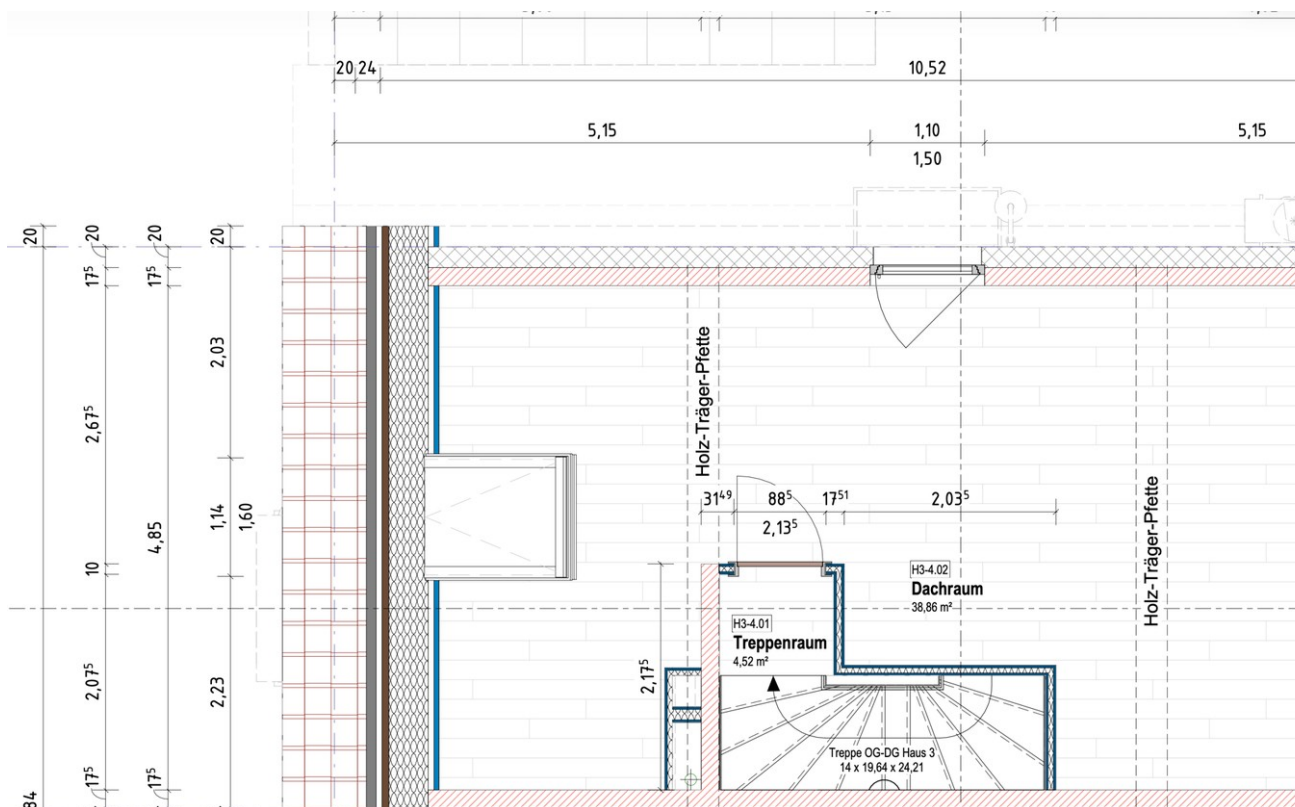 20 24
10,52
5,15
1,10
5,15
1,50
20
20
20
20
17⁵
17⁵
2,03
2,67⁵
Holz-Träger-Pfette
Holz-Träger-Pfette
31⁴⁹
88⁵
17⁵¹
2,03⁵
2,13⁵
4,85
1,14
1,60
10
H3-4.02
Dachraum
38,86 m²
H3-4.01
Treppenraum
4,52 m²
2,07⁵
2,23
2,17⁵
Treppe OG-DG Haus 3
14 x 19,64 x 24,21
17⁵
17⁵